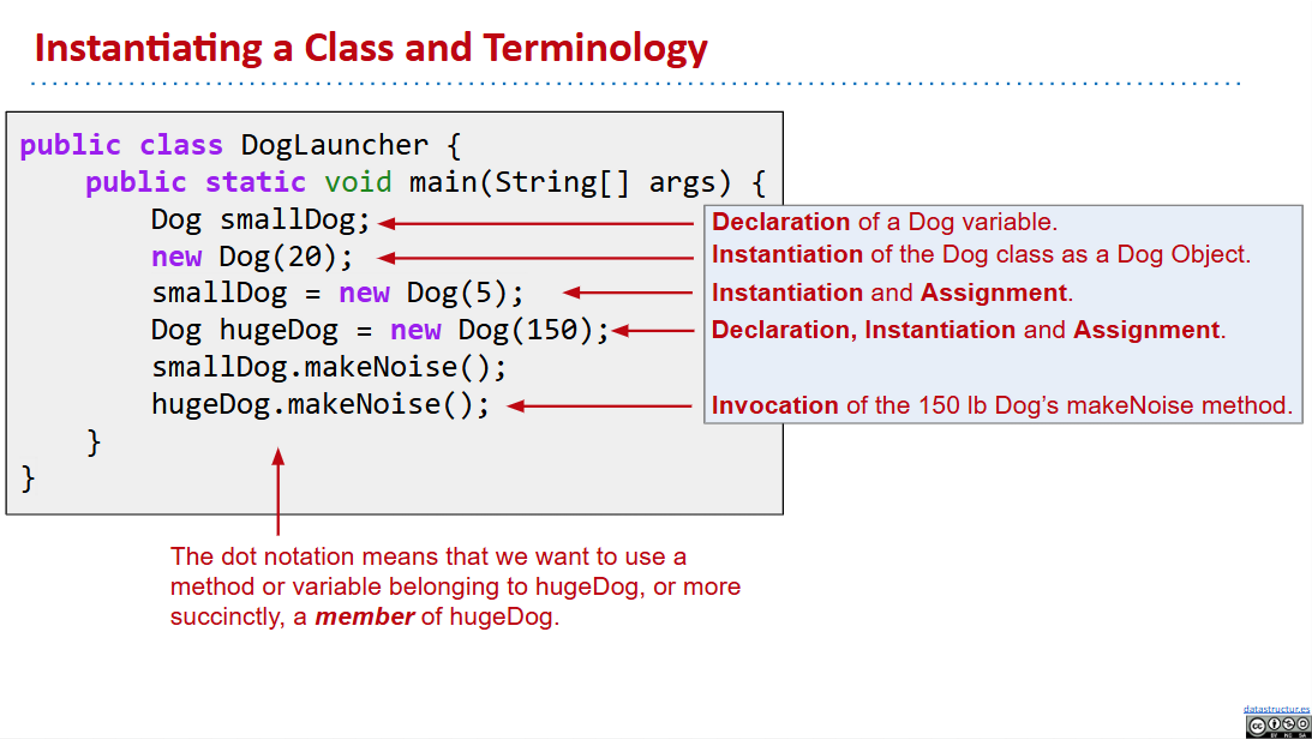 Instantiating a Class and Terminology
public class DogLauncher {
public static void main(String[] args) {
Dog smallDog;
new Dog(20);
smallDog = new Dog(5);
Dog hugeDog = new Dog(150);
smallDog.makeNoise();
hugeDog.makeNoise();
}
}
Declaration of a Dog variable.
Instantiation of the Dog class as a Dog Object.
Instantiation and Assignment.
Declaration, Instantiation and Assignment.
Invocation of the 150 lb Dog’s makeNoise method.
The dot notation means that we want to use a
method or variable belonging to hugeDog, or more
succinctly, a member of hugeDog.
datastructur.es
CC
BY NC SA